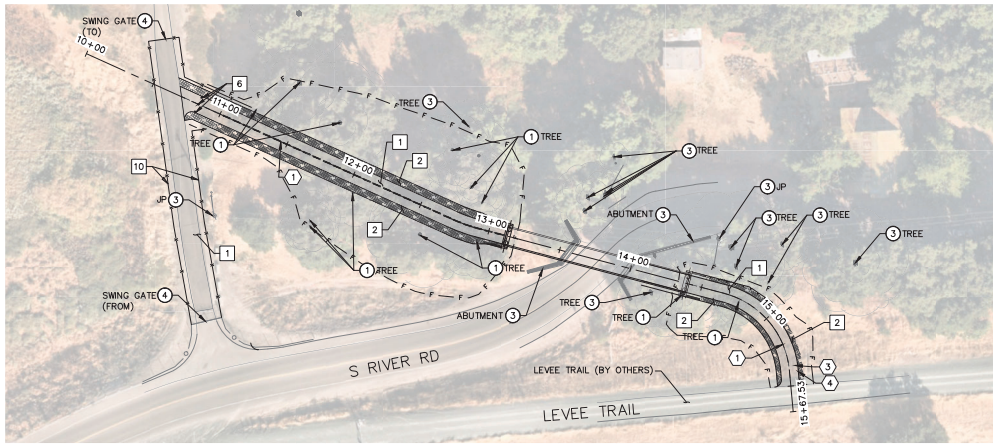 SWING GATE 4
(TO)
10+00
6
11+00
TREE 3
1 TREE
1
2
TREE 1
12+00
3 TREE
1
10
JP 3
3 JP
13+00
ABUTMENT 3
3 TREE
3 TREE
3 TREE
2
1
14+00
1
1 TREE
1 TREE
TREE 3
15+00
SWING GATE 4
(FROM)
ABUTMENT 3
TREE 1
2
2
TREE 1
1
3
S RIVER RD
LEVEE TRAIL (BY OTHERS)
4
LEVEE TRAIL
15+67.53
F F F F F F F F F F F F F F F F F F